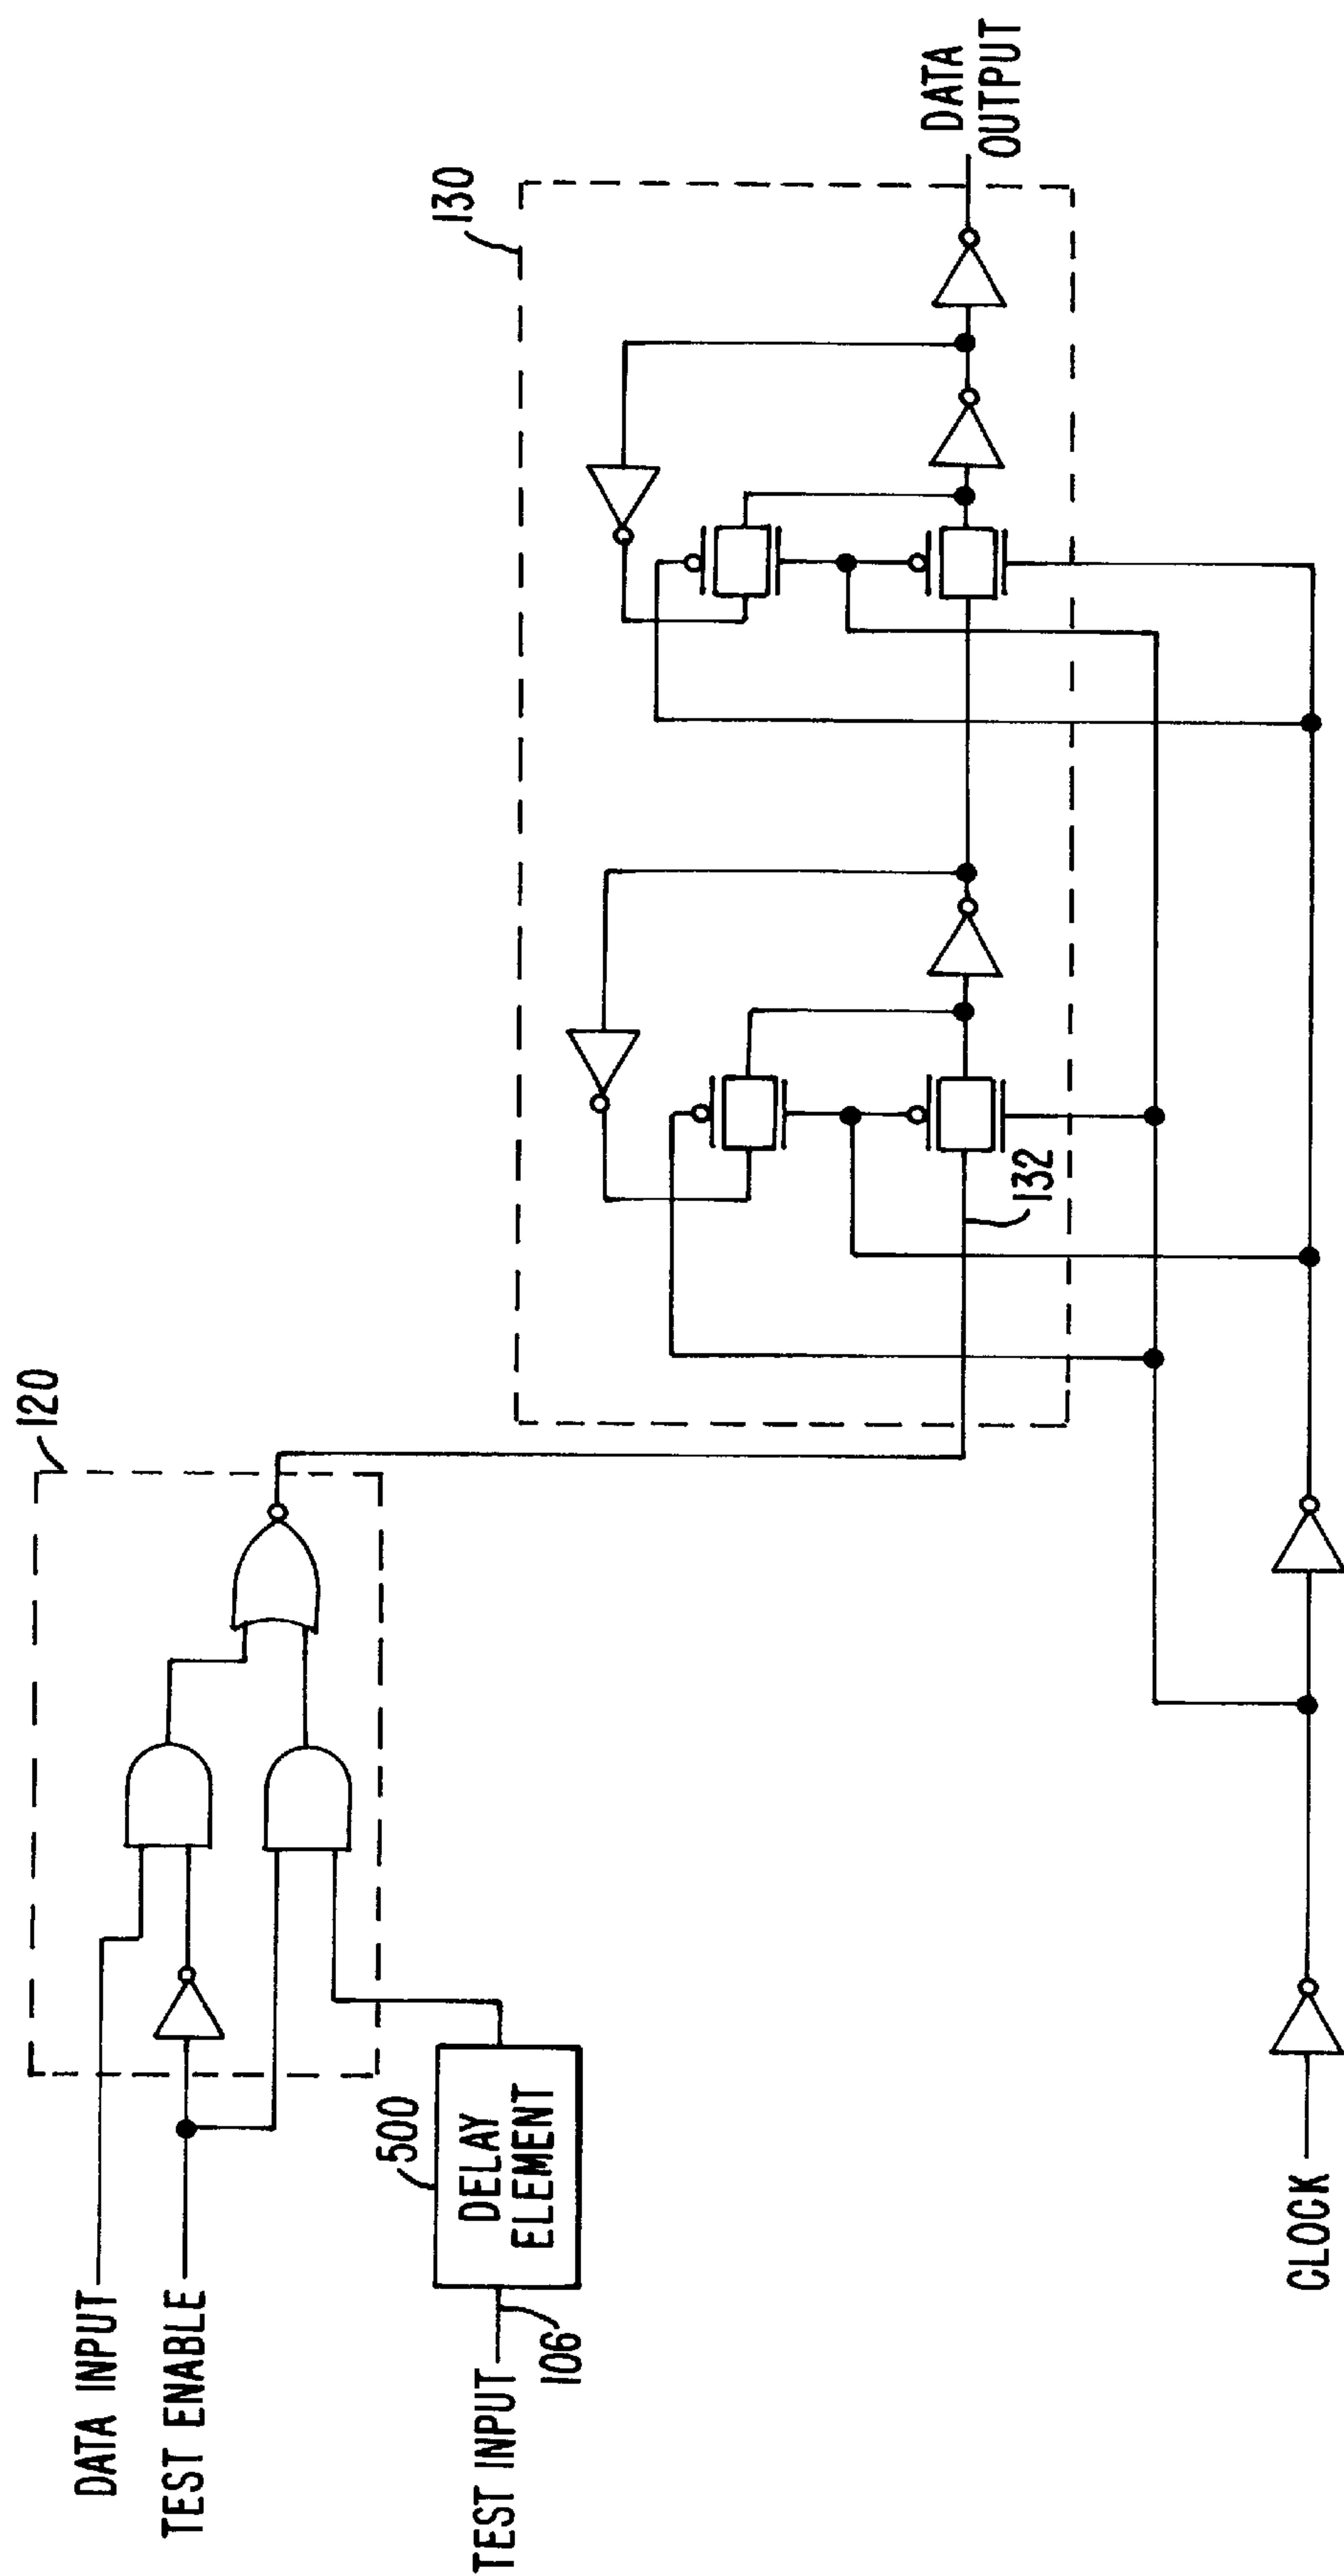 DATA INPUT
TEST ENABLE
TEST INPUT
106
500
DELAY
ELEMENT
120
130
132
CLOCK
DATA
OUTPUT